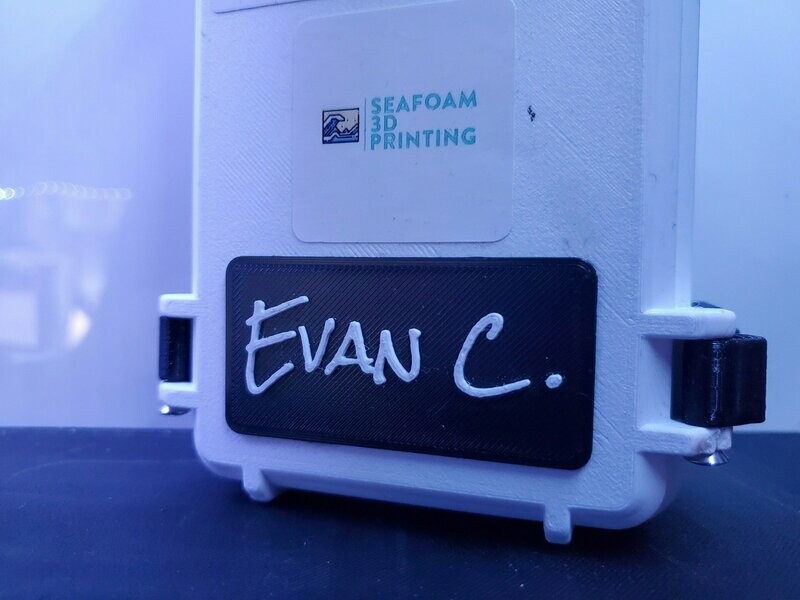 SEAFOAM
3D
PRINTING
EVAN C.